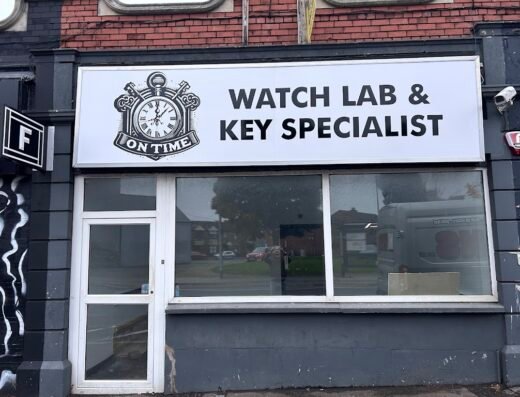 WATCH LAB &
KEY SPECIALIST
ON TIME
F